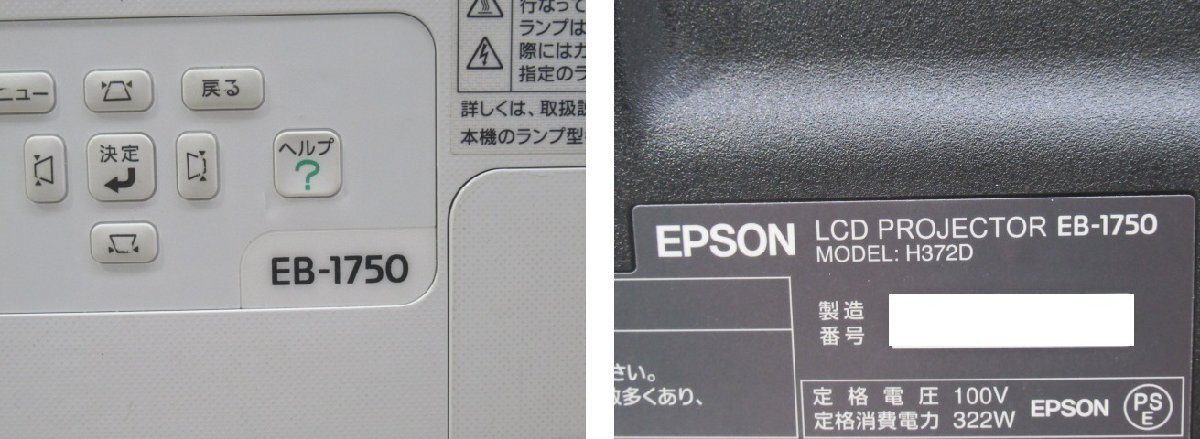 行なって
ランプは
際にはカ
指定のラ
詳しくは、取扱説
本機のランプ型
ニュー
戻る
決定
ヘルプ
?
EB-1750
EPSON LCD PROJECTOR EB-1750
MODEL: H372D
製造
番号
さい。
数多くあり、
定格電圧 100V
定格消費電力 322W
EPSON
PS
E